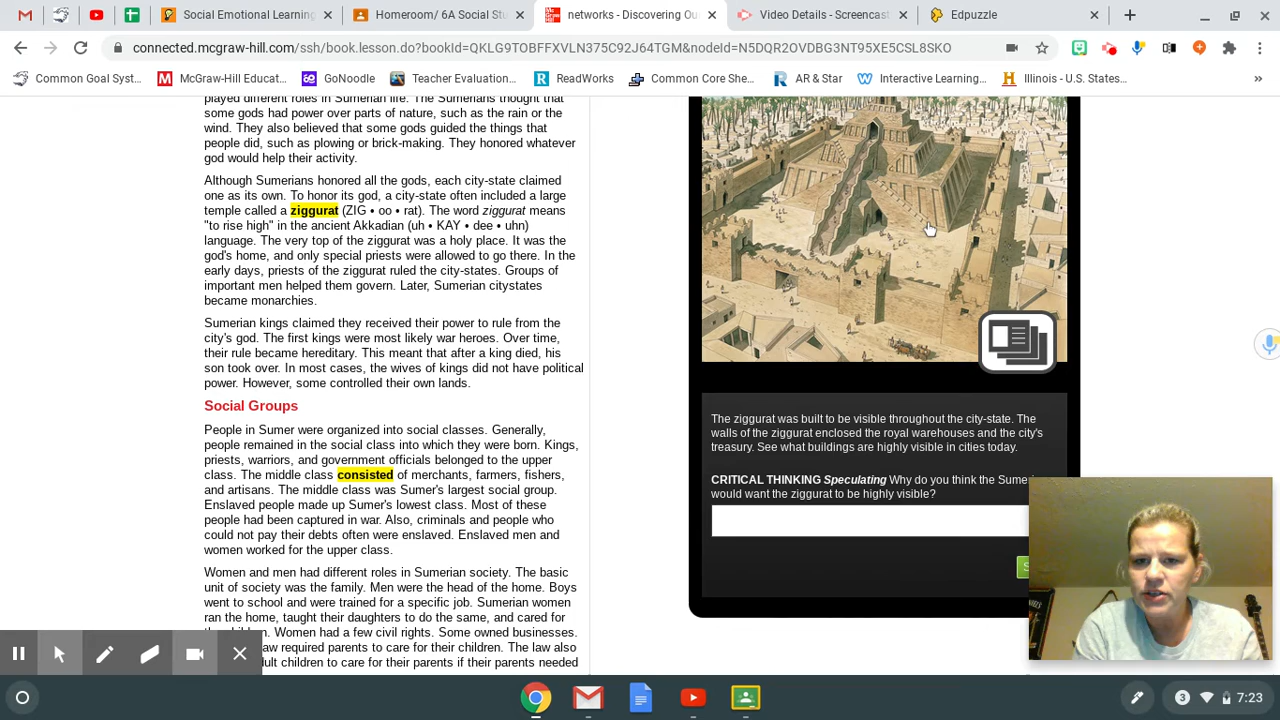 Social Emotional Learning
Homeroom/ 6A Social Stu
networks - Discovering Ou
Video Details - Screencast
Edpuzzle
connected.mcgraw-hill.com/ssh/book.lesson.do?bookId=QKLG9TOBFFXVLN375C92J64TGM&nodeId=N5DQR2OVDBG3NT95XE5CSL8SKO
Common Goal Syst...
McGraw-Hill Educat...
GoNoodle
Teacher Evaluation...
ReadWorks
Common Core She...
AR & Star
Interactive Learning...
Illinois - U.S. States...
»
played different roles in Sumerian life. The Sumerians thought that
some gods had power over parts of nature, such as the rain or the
wind. They also believed that some gods guided the things that
people did, such as plowing or brick-making. They honored whatever
god would help their activity.
Although Sumerians honored all the gods, each city-state claimed
one as its own. To honor its god, a city-state often included a large
temple called a ziggurat (ZIG • oo • rat). The word ziggurat means
"to rise high" in the ancient Akkadian (uh • KAY • dee • uhn)
language. The very top of the ziggurat was a holy place. It was the
god's home, and only special priests were allowed to go there. In the
early days, priests of the ziggurat ruled the city-states. Groups of
important men helped them govern. Later, Sumerian citystates
became monarchies.
Sumerian kings claimed they received their power to rule from the
city's god. The first kings were most likely war heroes. Over time,
their rule became hereditary. This meant that after a king died, his
son took over. In most cases, the wives of kings did not have political
power. However, some controlled their own lands.
Social Groups
People in Sumer were organized into social classes. Generally,
people remained in the social class into which they were born. Kings,
priests, warriors, and government officials belonged to the upper
class. The middle class consisted of merchants, farmers, fishers,
and artisans. The middle class was Sumer's largest social group.
Enslaved people made up Sumer's lowest class. Most of these
people had been captured in war. Also, criminals and people who
could not pay their debts often were enslaved. Enslaved men and
women worked for the upper class.
Women and men had different roles in Sumerian society. The basic
unit of society was the family. Men were the head of the home. Boys
went to school and were trained for a specific job. Sumerian women
ran the home, taught their daughters to do the same, and cared for
Women had a few civil rights. Some owned businesses.
law required parents to care for their children. The law also
children to care for their parents if their parents needed
The ziggurat was built to be visible throughout the city-state. The
walls of the ziggurat enclosed the royal warehouses and the city's
treasury. See what buildings are highly visible in cities today.
CRITICAL THINKING Speculating Why do you think the Sumeri
would want the ziggurat to be highly visible?
3
7:23